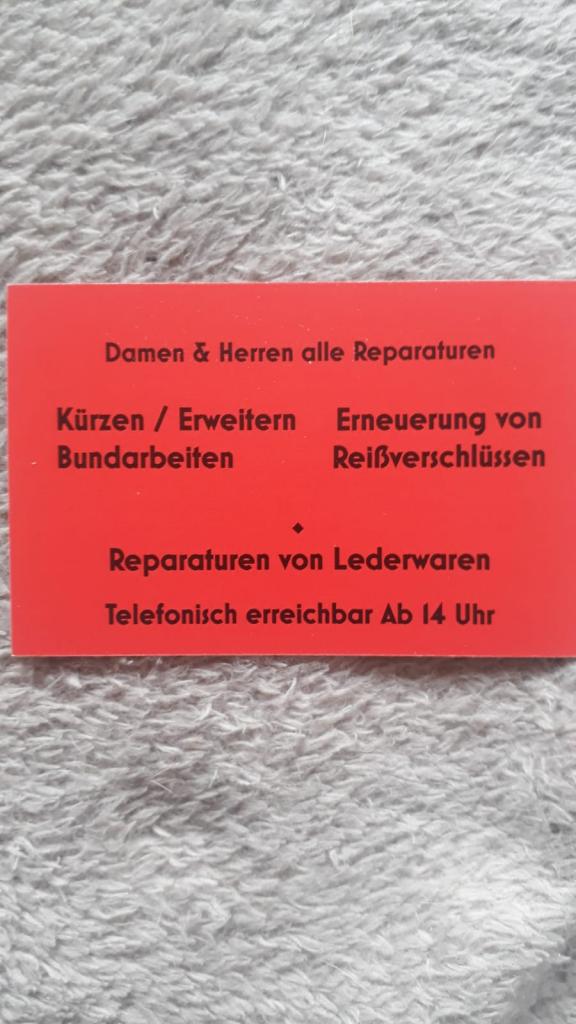 Damen & Herren alle Reparaturen
Kürzen / Erweitern
Bundarbeiten
Erneuerung von
Reißverschlüssen
Reparaturen von Lederwaren
Telefonisch erreichbar Ab 14 Uhr